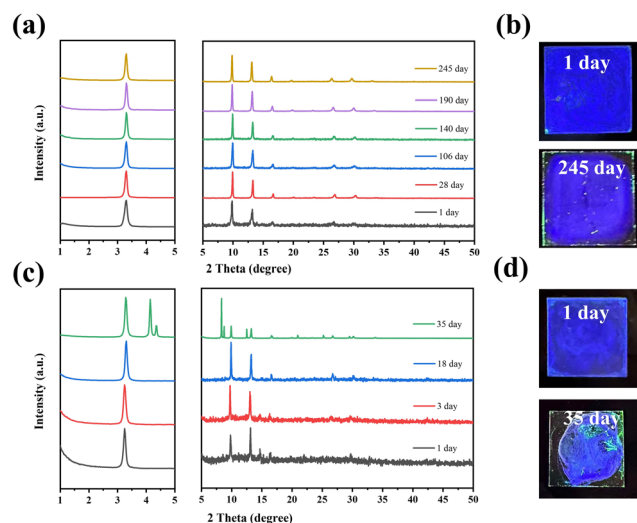 (a)
(b)
Intensity (a.u.)
245 day
190 day
140 day
106 day
28 day
1 day
1 2 3 4 5
5 10 15 20 25 30 35 40 45 50
2 Theta (degree)
1 day
245 day
(c)
(d)
Intensity (a.u.)
35 day
18 day
3 day
1 day
1 2 3 4 5
5 10 15 20 25 30 35 40 45 50
2 Theta (degree)
1 day
35 day